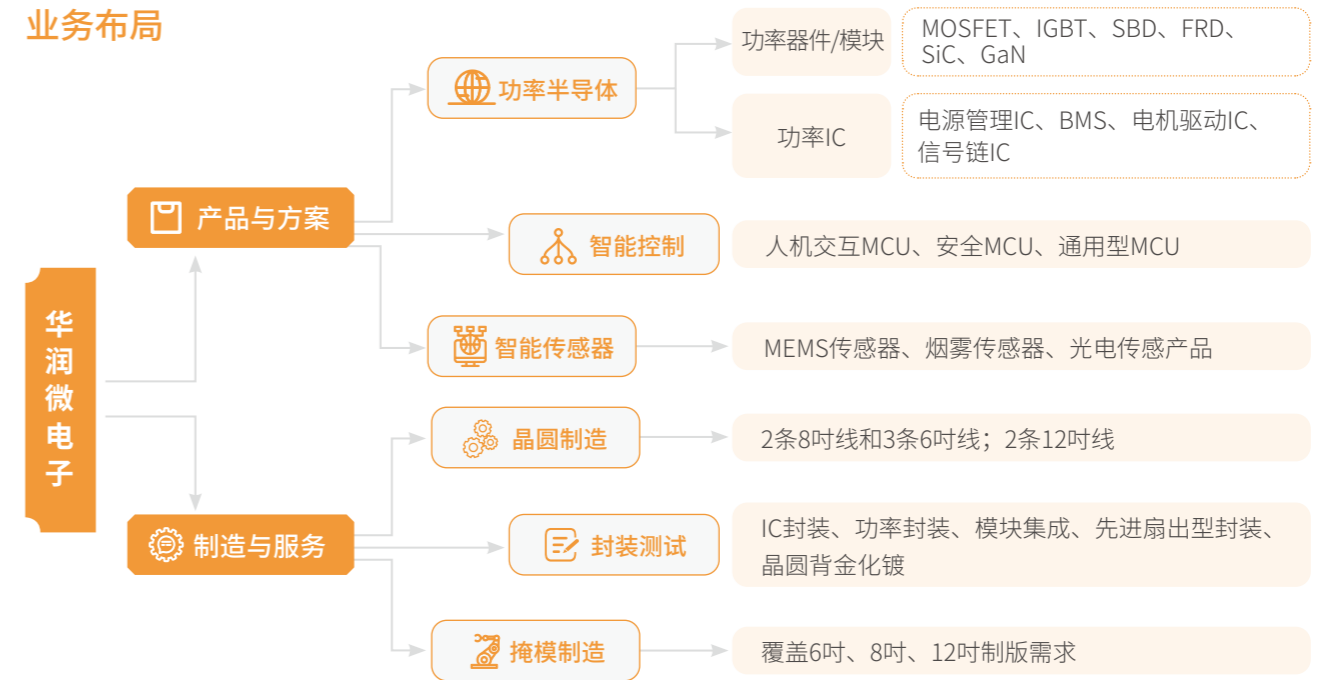 业务布局
华润微电子
产品与方案
功率半导体
功率器件/模块
MOSFET、IGBT、SBD、FRD、
SiC、GaN
功率IC
电源管理IC、BMS、电机驱动IC、
信号链IC
智能控制
人机交互MCU、安全MCU、通用型MCU
智能传感器
MEMS传感器、烟雾传感器、光电传感产品
制造与服务
晶圆制造
2条8吋线和3条6吋线；2条12吋线
封装测试
IC封装、功率封装、模块集成、先进扇出型封装、
晶圆背金化镀
掩模制造
覆盖6吋、8吋、12吋制版需求